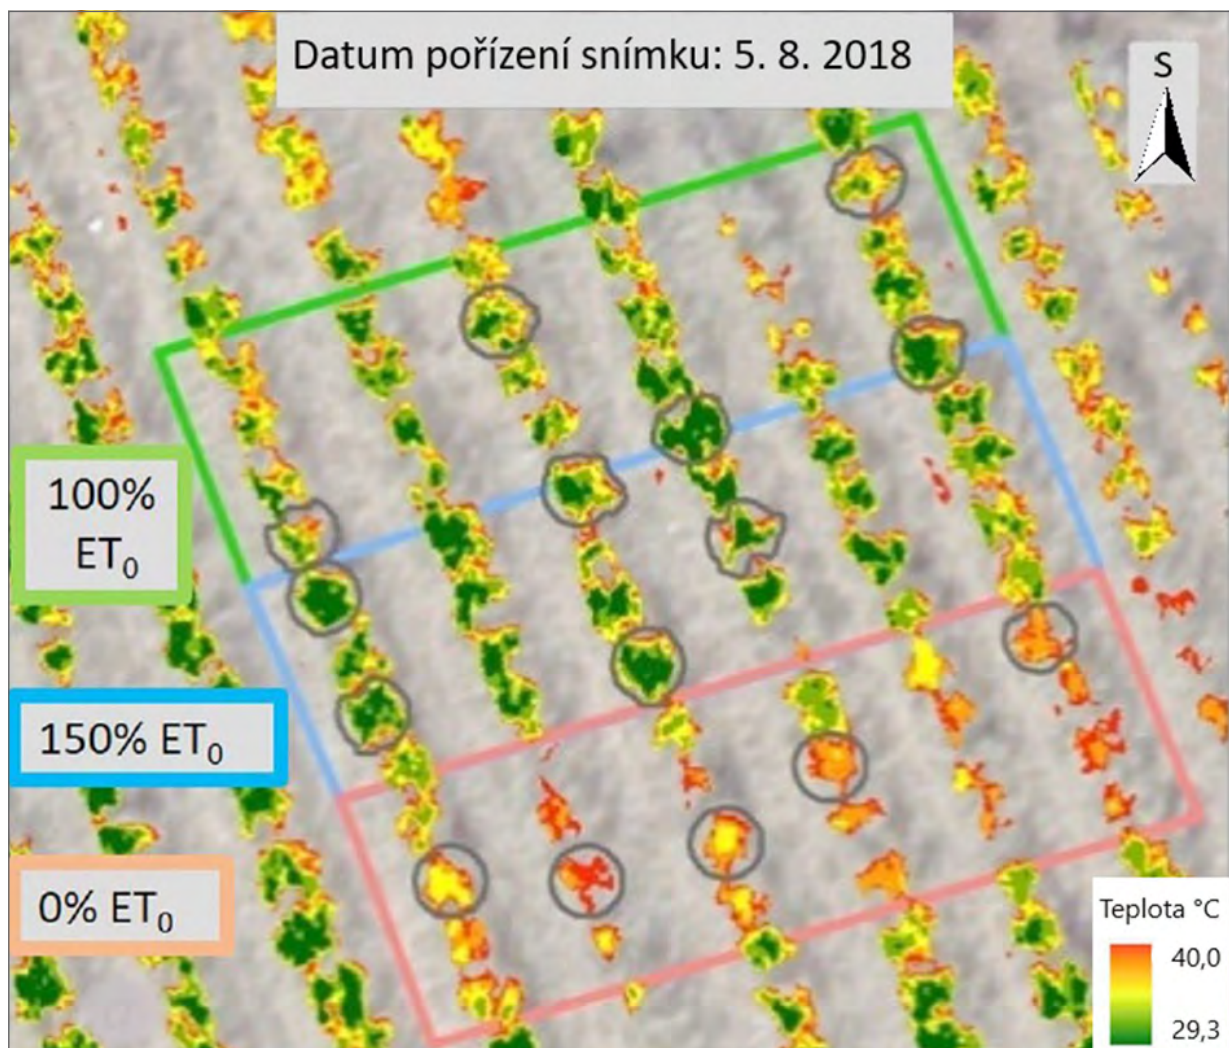 Datum pořízení snímku: 5. 8. 2018
S
100%
ET₀
150% ET₀
0% ET₀
Teplota °C
40,0
29,3